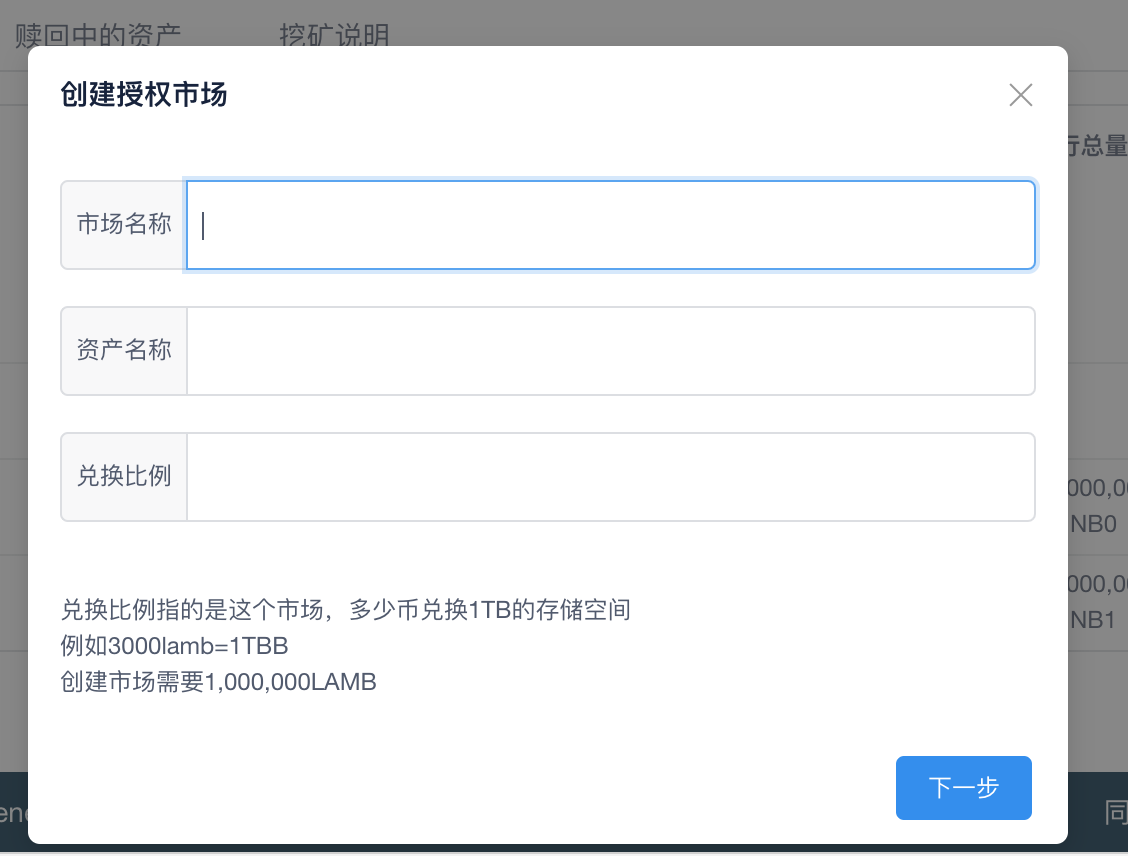 赎回中的资产 挖矿说明
创建授权市场
行总量
市场名称
资产名称
兑换比例
000,00
NB0
000,00
NB1
兑换比例指的是这个市场，多少币兑换1TB的存储空间
例如3000lamb=1TBB
创建市场需要1,000,000LAMB
下一步
同